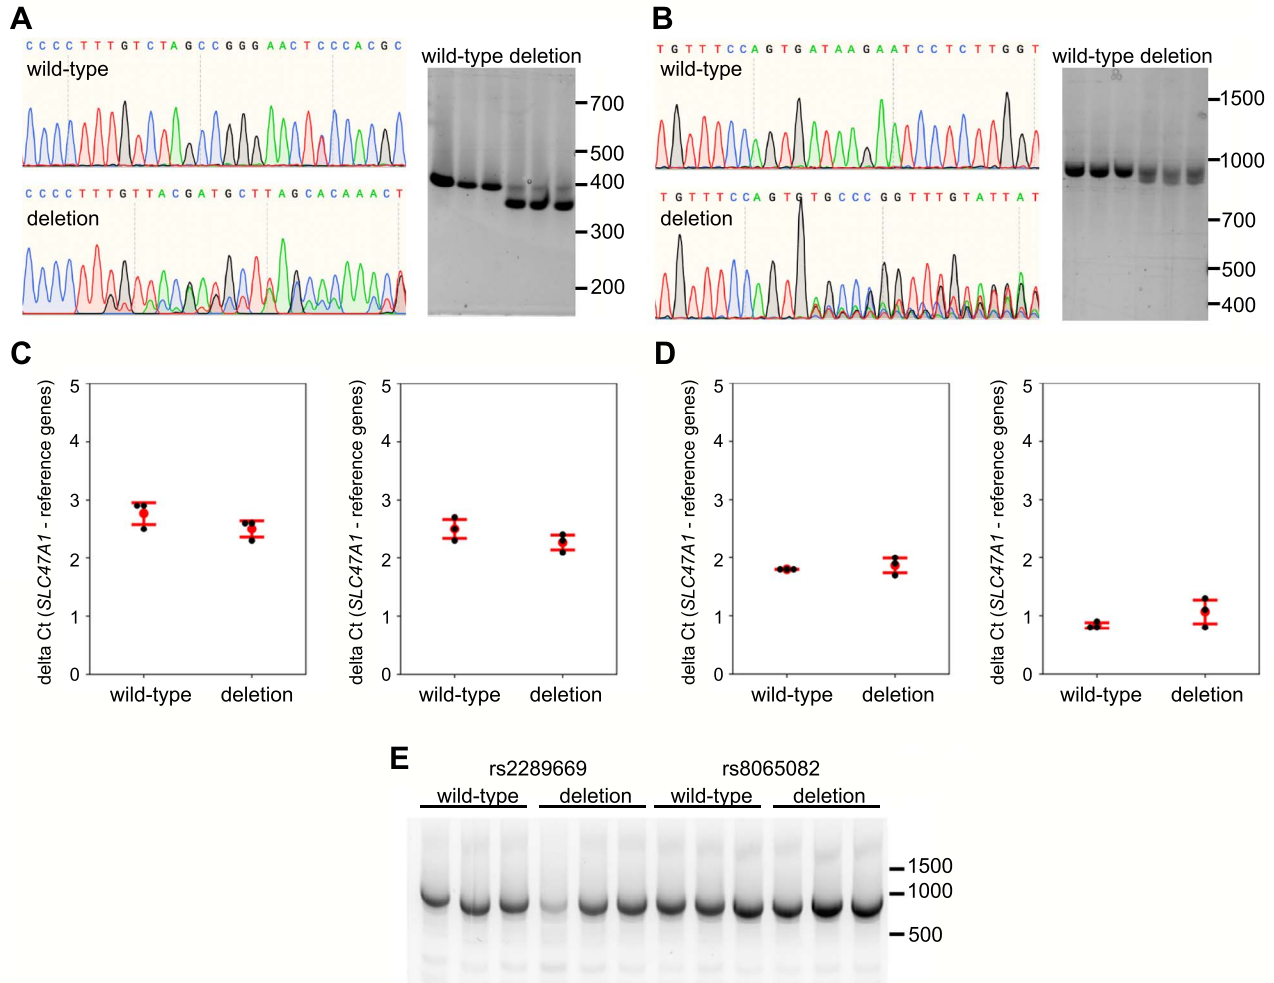 A
C C C C T T T G T C T A G C C G G G A A C T C C C A C G C
wild-type
C C C C T T T G T T A C G A T G C T T A G C A C A A A C T
deletion
wild-type deletion
700
500
400
300
200
B
T G T T T C C A G T G A T A A G A A T C C T C T T G G T
wild-type
T G T T T C C A G T G T G C C C G G T T T G T A T T A T
deletion
wild-type deletion
1500
1000
700
500
400
C
delta Ct (SLC47A1 - reference genes)
5
4
3
2
1
0
wild-type deletion
delta Ct (SLC47A1 - reference genes)
5
4
3
2
1
0
wild-type deletion
D
delta Ct (SLC47A1 - reference genes)
5
4
3
2
1
0
wild-type deletion
delta Ct (SLC47A1 - reference genes)
5
4
3
2
1
0
wild-type deletion
E
rs2289669 rs8065082
wild-type deletion wild-type deletion
1500
1000
500